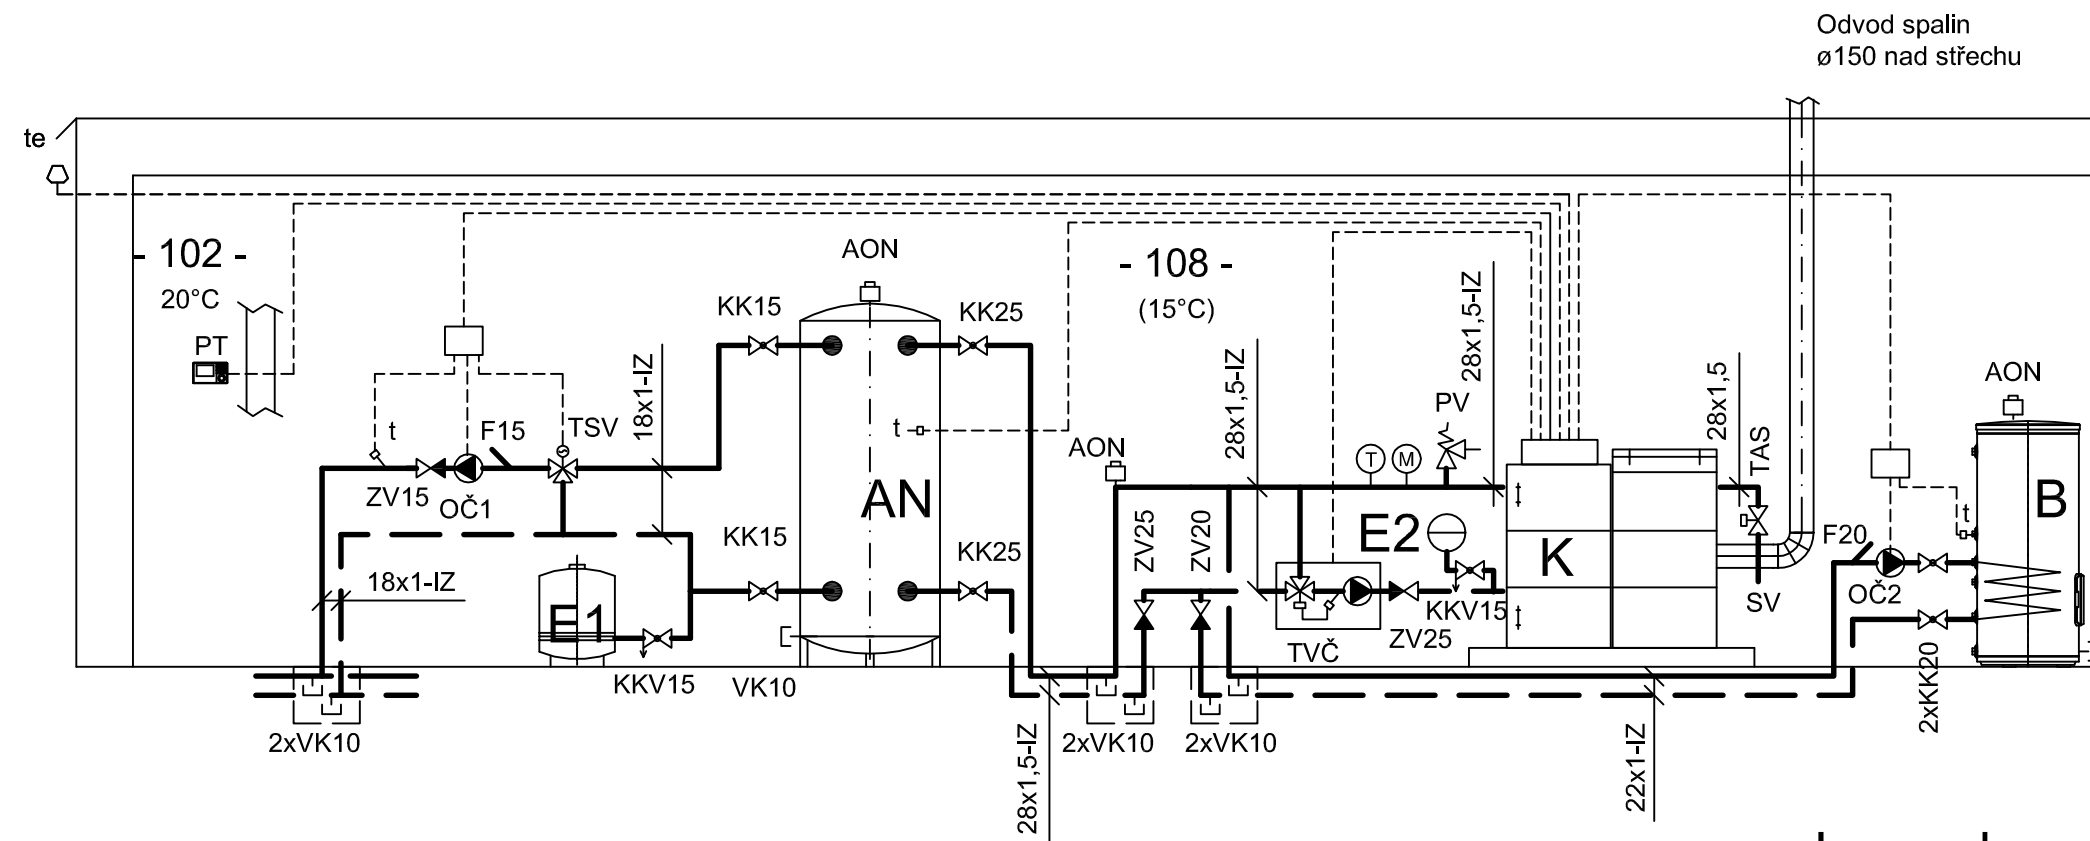 Odvod spalin
ø150 nad střechu
te
- 102 -
20°C
PT
AON
- 108 -
(15°C)
KK15
KK25
18x1-IZ
28x1,5-IZ
28x1,5-IZ
28x1,5
PV
AON
t
F15
TSV
t
AON
T
M
TAS
ZV15
OČ1
AN
B
t
KK15
KK25
ZV25
ZV20
E2
K
F20
18x1-IZ
E1
KKV15
SV
OČ2
TVČ
ZV25
KKV15
VK10
2xKK20
2xVK10
2xVK10
2xVK10
28x1,5-IZ
22x1-IZ